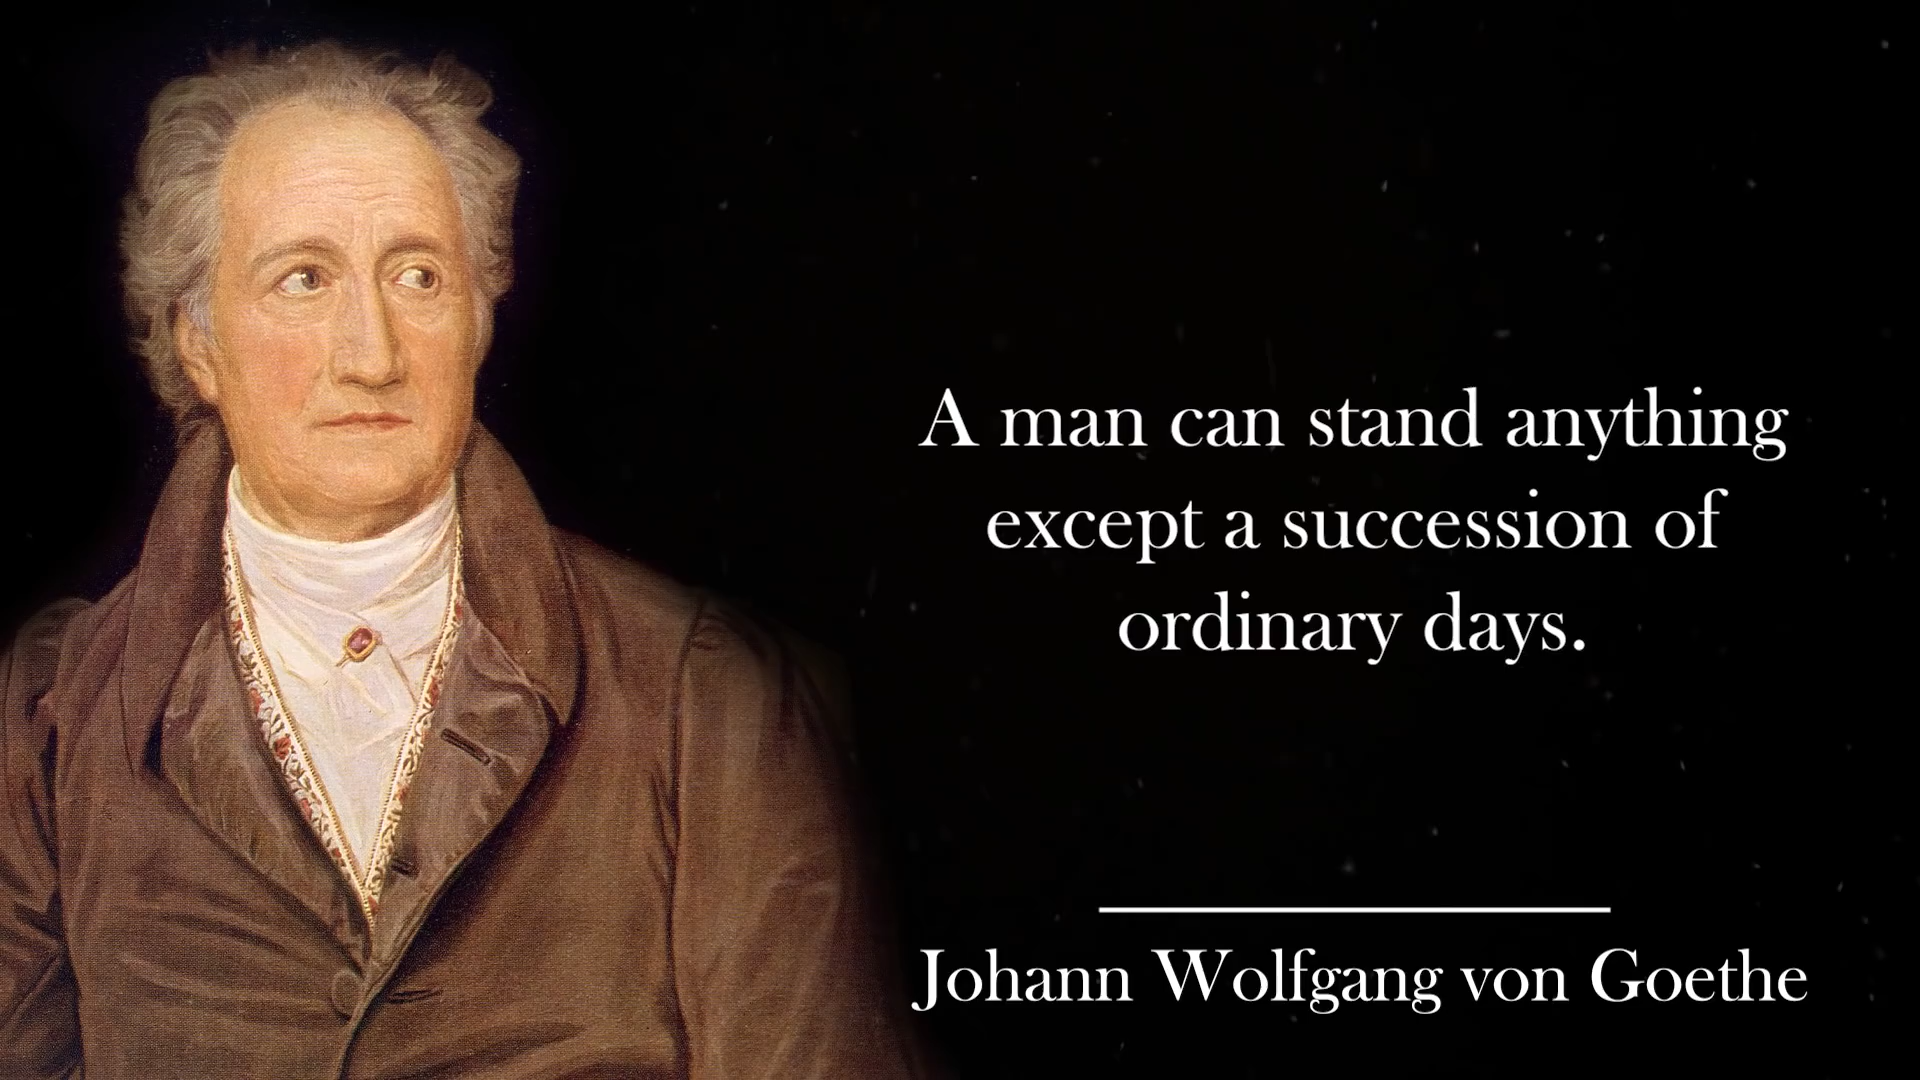 A man can stand anything
except a succession of
ordinary days.
Johann Wolfgang von Goethe